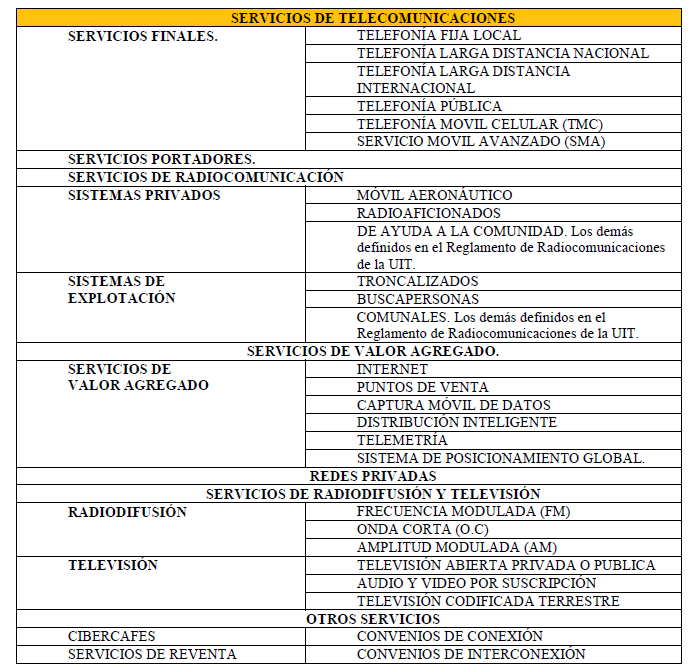 SERVICIOS DE TELECOMUNICACIONES
SERVICIOS FINALES.
TELEFONÍA FIJA LOCAL
TELEFONÍA LARGA DISTANCIA NACIONAL
TELEFONÍA LARGA DISTANCIA
INTERNACIONAL
TELEFONÍA PÚBLICA
TELEFONÍA MOVIL CELULAR (TMC)
SERVICIO MOVIL AVANZADO (SMA)
SERVICIOS PORTADORES.
SERVICIOS DE RADIOCOMUNICACIÓN
SISTEMAS PRIVADOS
MÓVIL AERONÁUTICO
RADIOAFICIONADOS
DE AYUDA A LA COMUNIDAD. Los demás
definidos en el Reglamento de Radiocomunicaciones
de la UIT.
SISTEMAS DE
EXPLOTACIÓN
TRONCALIZADOS
BUSCAPERSONAS
COMUNALES. Los demás definidos en el
Reglamento de Radiocomunicaciones de la UIT.
SERVICIOS DE VALOR AGREGADO.
SERVICIOS DE
VALOR AGREGADO
INTERNET
PUNTOS DE VENTA
CAPTURA MÓVIL DE DATOS
DISTRIBUCIÓN INTELIGENTE
TELEMETRÍA
SISTEMA DE POSICIONAMIENTO GLOBAL.
REDES PRIVADAS
SERVICIOS DE RADIODIFUSIÓN Y TELEVISIÓN
RADIODIFUSIÓN
FRECUENCIA MODULADA (FM)
ONDA CORTA (O.C)
AMPLITUD MODULADA (AM)
TELEVISIÓN
TELEVISIÓN ABIERTA PRIVADA O PUBLICA
AUDIO Y VIDEO POR SUSCRIPCIÓN
TELEVISIÓN CODIFICADA TERRESTRE
OTROS SERVICIOS
CIBERCAFES
CONVENIOS DE CONEXIÓN
SERVICIOS DE REVENTA
CONVENIOS DE INTERCONEXIÓN